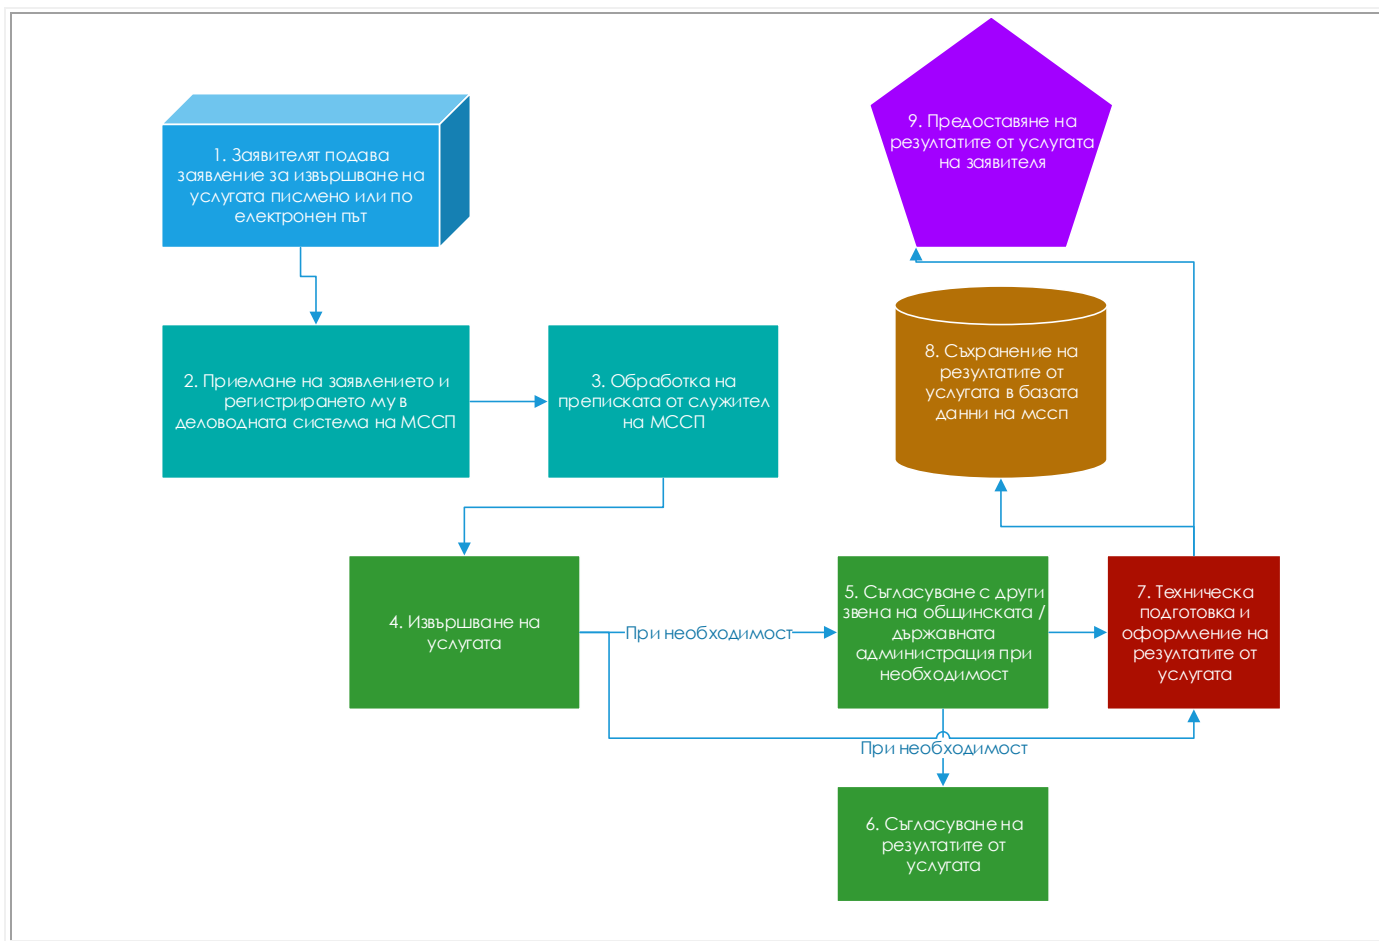 1. Заявителят подава
заявление за извършване на
услугата писмено или по
електронен път
2. Приемане на заявлението и
регистрирането му в
деловодната система на МССП
3. Обработка на
преписката от служител
на МССП
4. Извършване на
услугата
При необходимост
5. Съгласуване с други
звена на общинската /
държавната
администрация при
необходимост
При необходимост
6. Съгласуване на
резултатите от
услугата
7. Техническа
подготовка и
оформление на
резултатите от
услугата
8. Съхранение на
резултатите от
услугата в базата
данни на мссп
9. Предоставяне на
резултатите от услугата
на заявителя